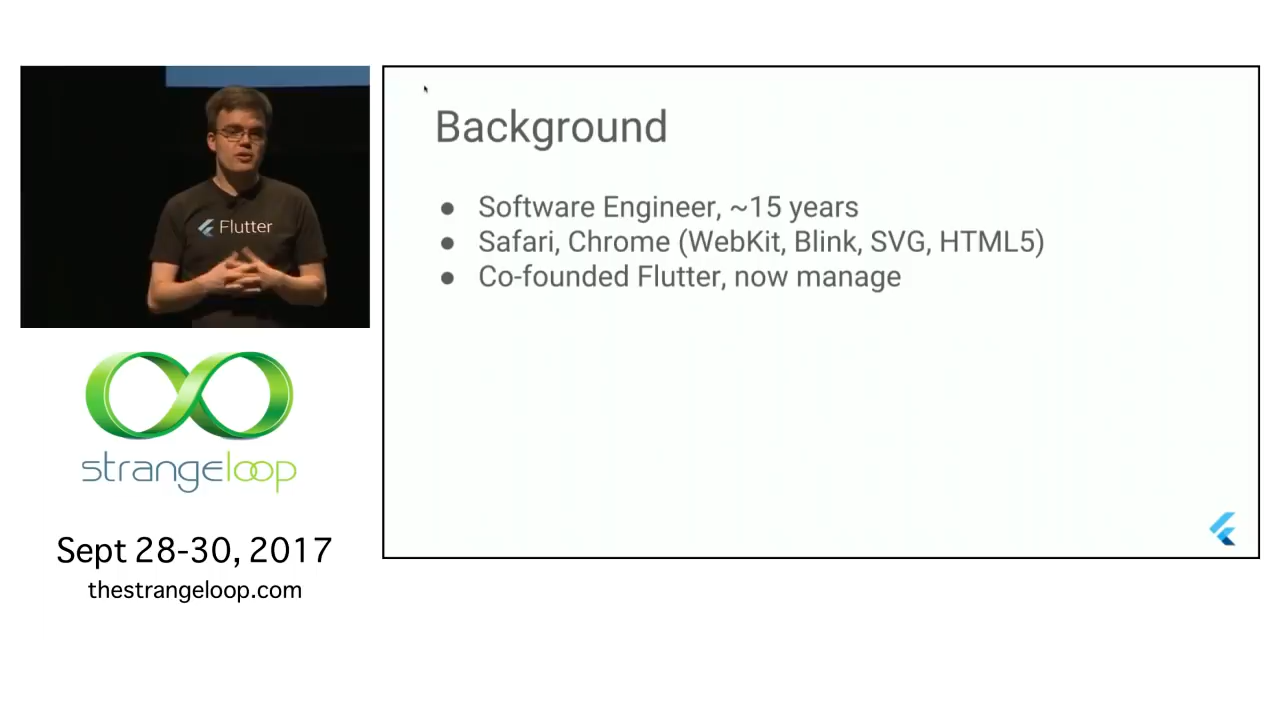 Flutter
strangeloop
Sept 28-30, 2017
thestrangeloop.com
Background
● Software Engineer, ~15 years
● Safari, Chrome (WebKit, Blink, SVG, HTML5)
● Co-founded Flutter, now manage